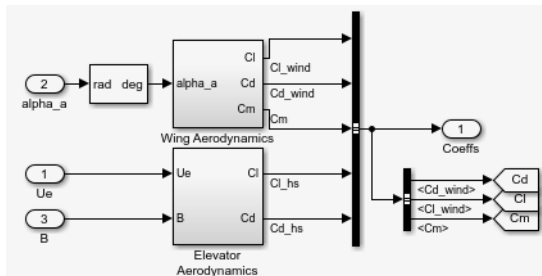 2
alpha_a
rad deg
alpha_a
Cl
Cd
Cm
Wing Aerodynamics
Cl_wind
Cd_wind
Cm
1
Ue
3
B
Ue
B
Cl
Cd
Elevator
Aerodynamics
Cl_hs
Cd_hs
1
Coeffs
<Cd_wind>
<Cl_wind>
<Cm>
Cd
Cl
Cm